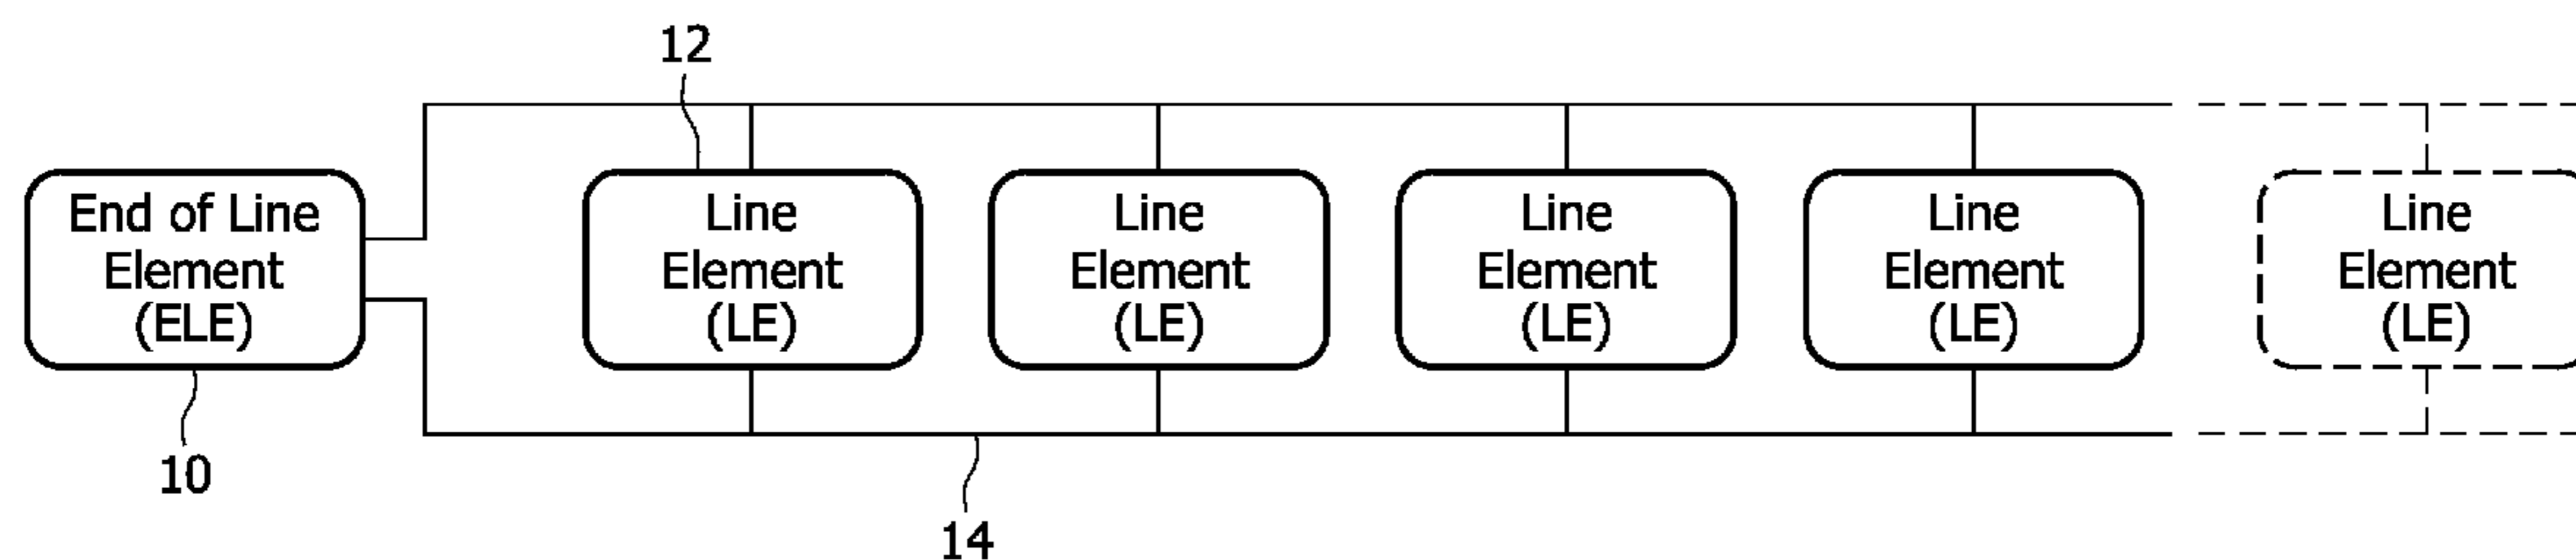 12
End of Line
Element
(ELE)
Line
Element
(LE)
Line
Element
(LE)
Line
Element
(LE)
Line
Element
(LE)
Line
Element
(LE)
10
14